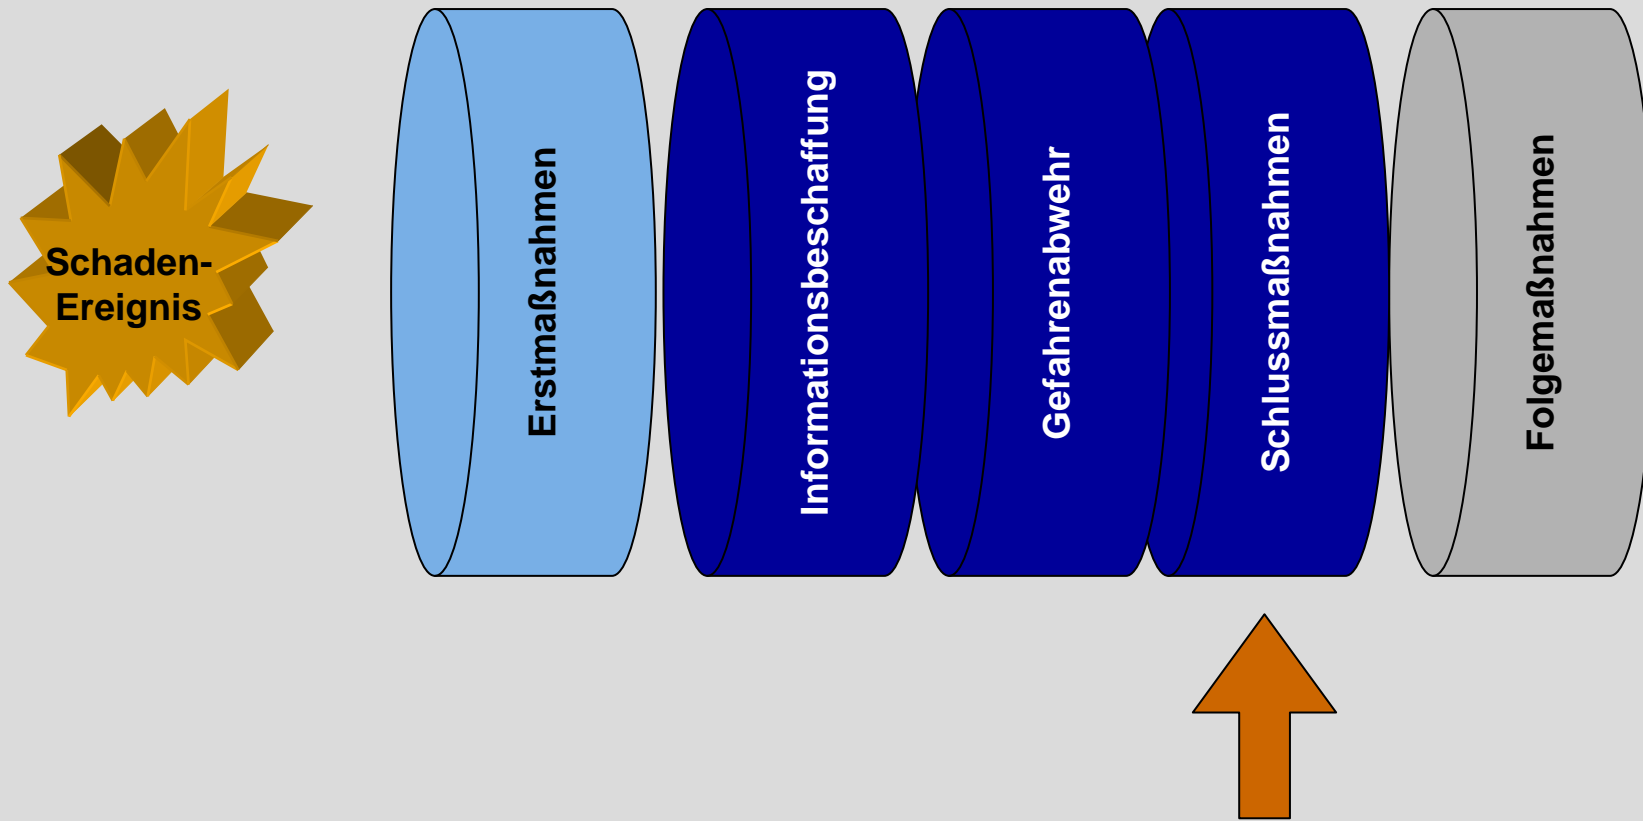 Schaden-
Ereignis
Erstmaßnahmen
Informationsbeschaffung
Gefahrenabwehr
Schlussmaßnahmen
Folgemaßnahmen